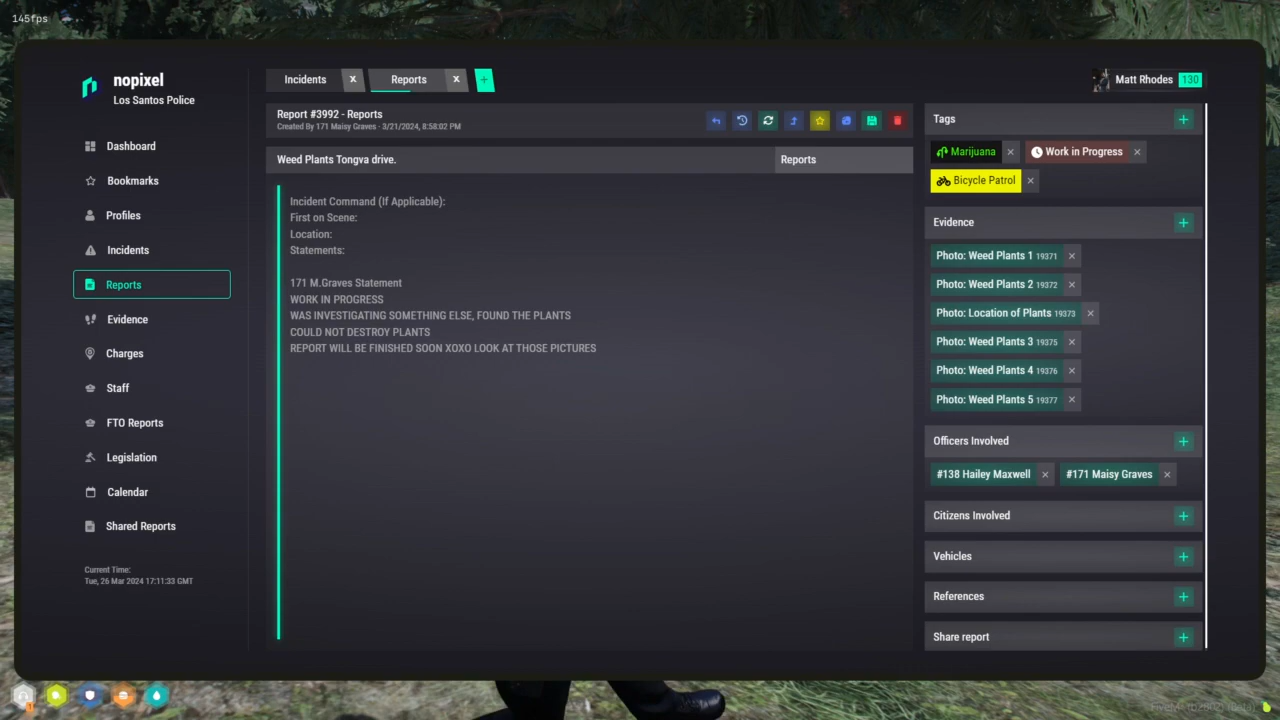 145fps
nopixel
Los Santos Police
Dashboard
Bookmarks
Profiles
Incidents
Reports
Evidence
Charges
Staff
FTO Reports
Legislation
Calendar
Shared Reports
Current Time:
Tue, 26 Mar 2024 17:11:33 GMT
Incidents x Reports x +
Matt Rhodes 130
Report #3992 - Reports
Created By 171 Maisy Graves - 3/21/2024, 8:58:02 PM
Weed Plants Tongva drive. Reports
Incident Command (If Applicable):
First on Scene:
Location:
Statements:
171 M.Graves Statement
WORK IN PROGRESS
WAS INVESTIGATING SOMETHING ELSE, FOUND THE PLANTS
COULD NOT DESTROY PLANTS
REPORT WILL BE FINISHED SOON XOXO LOOK AT THOSE PICTURES
Tags +
Marijuana × Work in Progress ×
Bicycle Patrol ×
Evidence +
Photo: Weed Plants 1 19371 ×
Photo: Weed Plants 2 19372 ×
Photo: Location of Plants 19373 ×
Photo: Weed Plants 3 19375 ×
Photo: Weed Plants 4 19376 ×
Photo: Weed Plants 5 19377 ×
Officers Involved +
#138 Hailey Maxwell × #171 Maisy Graves ×
Citizens Involved +
Vehicles +
References +
Share report +
1